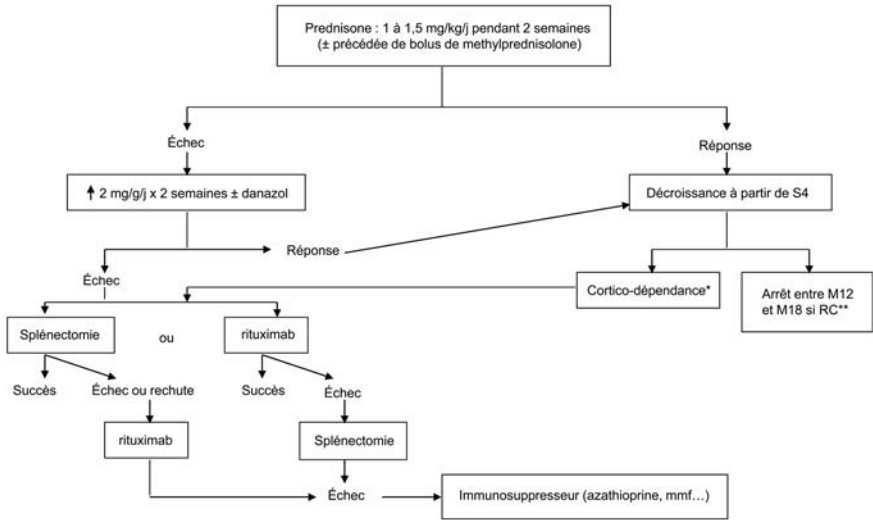 Prednisone : 1 à 1,5 mg/kg/j pendant 2 semaines
(± précédée de bolus de methylprednisolone)
Échec
Réponse
↑ 2 mg/g/j x 2 semaines ± danazol
Décroissance à partir de S4
Réponse
Échec
Cortico-dépendance*
Arrêt entre M12
et M18 si RC**
Splénectomie
ou
rituximab
Succès
Échec ou rechute
Succès
Échec
rituximab
Splénectomie
Échec
Immunosuppresseur (azathioprine, mmf…)